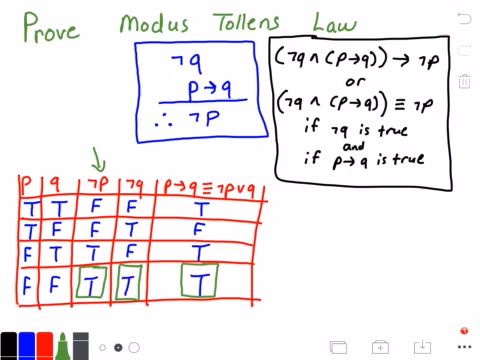 Prove Modus Tollens Law
¬q
p→q
∴ ¬p
(¬q ∧ (p→q)) → ¬p
or
(¬q ∧ (p→q)) ≡ ¬p
if ¬q is true
and
if p→q is true
p q ¬p ¬q p→q ≡ ¬p∨q
T T F F T
T F F T F
F T T F T
F F T T T